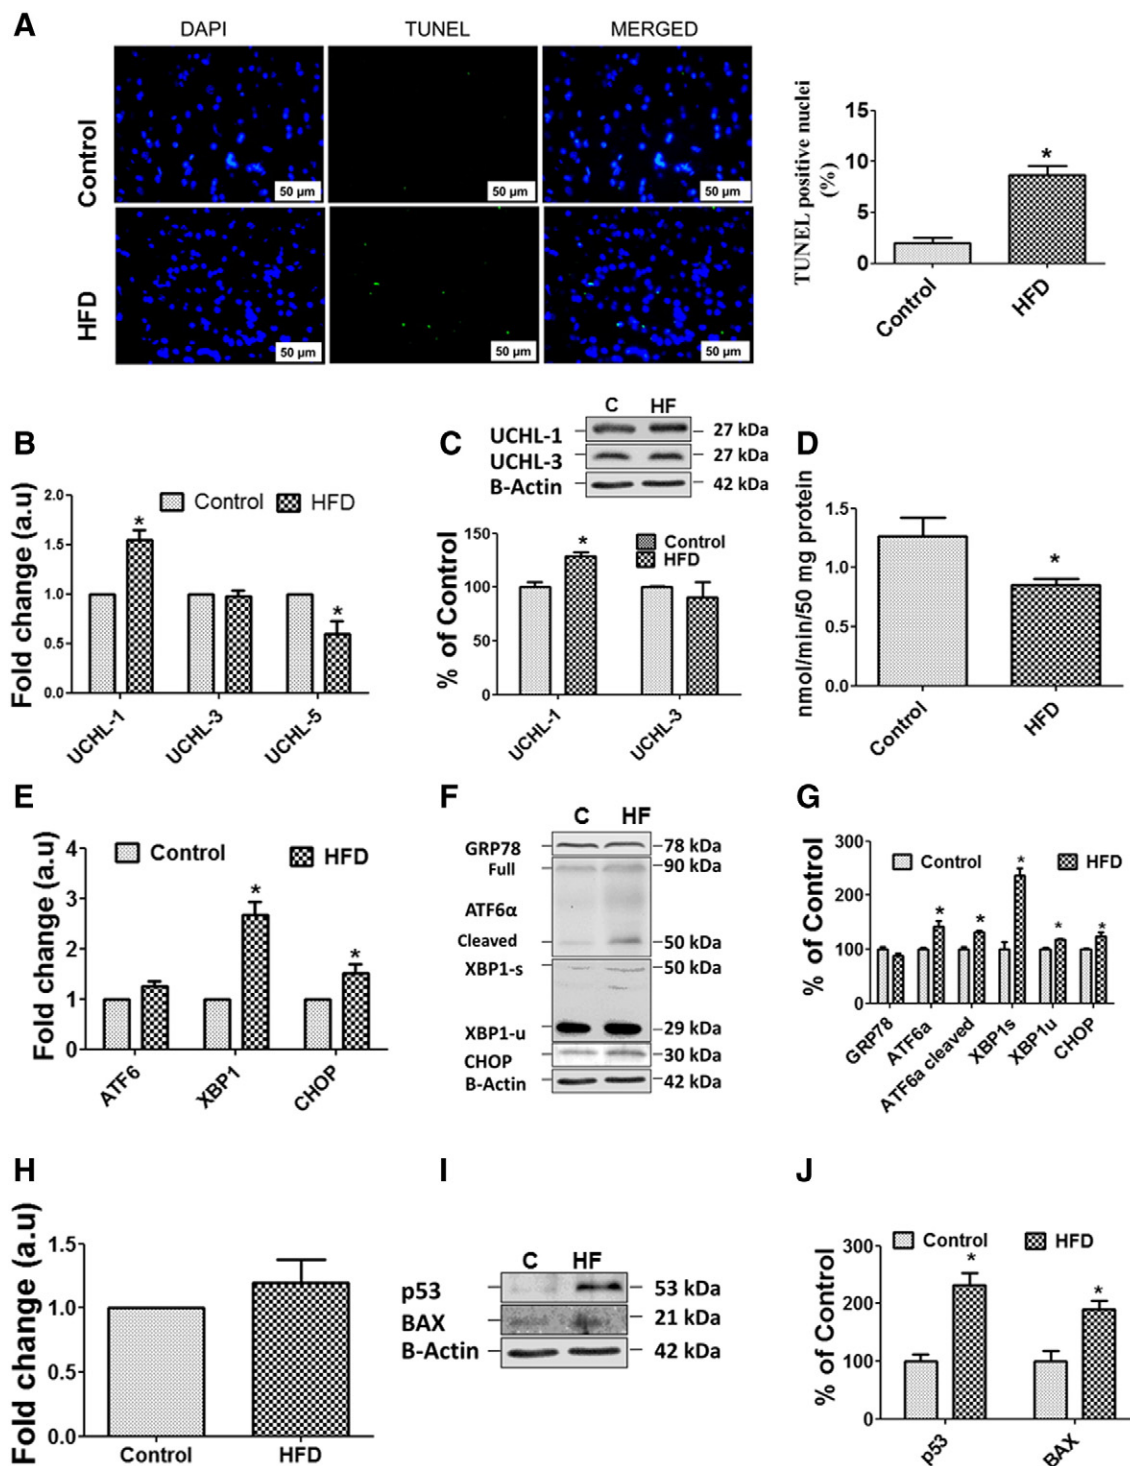 A
DAPI TUNEL MERGED
Control
50 µm 50 µm 50 µm
HFD
50 µm 50 µm 50 µm
TUNEL positive nuclei
(%)
15
10
5
0
*
Control HFD
B
Fold change (a.u)
Control HFD
2.0
1.5
1.0
0.5
0.0
* *
UCHL-1 UCHL-3 UCHL-5
C
C HF
UCHL-1 27 kDa
UCHL-3 27 kDa
B-Actin 42 kDa
% of Control
150
100
50
0
*
Control
HFD
UCHL-1 UCHL-3
D
nmol/min/50 mg protein
1.5
1.0
0.5
0.0
*
Control HFD
E
Fold change (a.u)
Control HFD
4
3
2
1
0
* *
ATF6 XBP1 CHOP
F
C HF
GRP78 78 kDa
Full 90 kDa
ATF6α
Cleaved 50 kDa
XBP1-s 50 kDa
XBP1-u 29 kDa
CHOP 30 kDa
B-Actin 42 kDa
G
% of Control
300
200
100
0
Control HFD
* * * * *
GRP78 ATF6a ATF6a cleaved XBP1s XBP1u CHOP
H
Fold change (a.u)
1.5
1.0
0.5
0.0
Control HFD
I
C HF
p53 53 kDa
BAX 21 kDa
B-Actin 42 kDa
J
% of Control
300
200
100
0
Control HFD
* *
p53 BAX